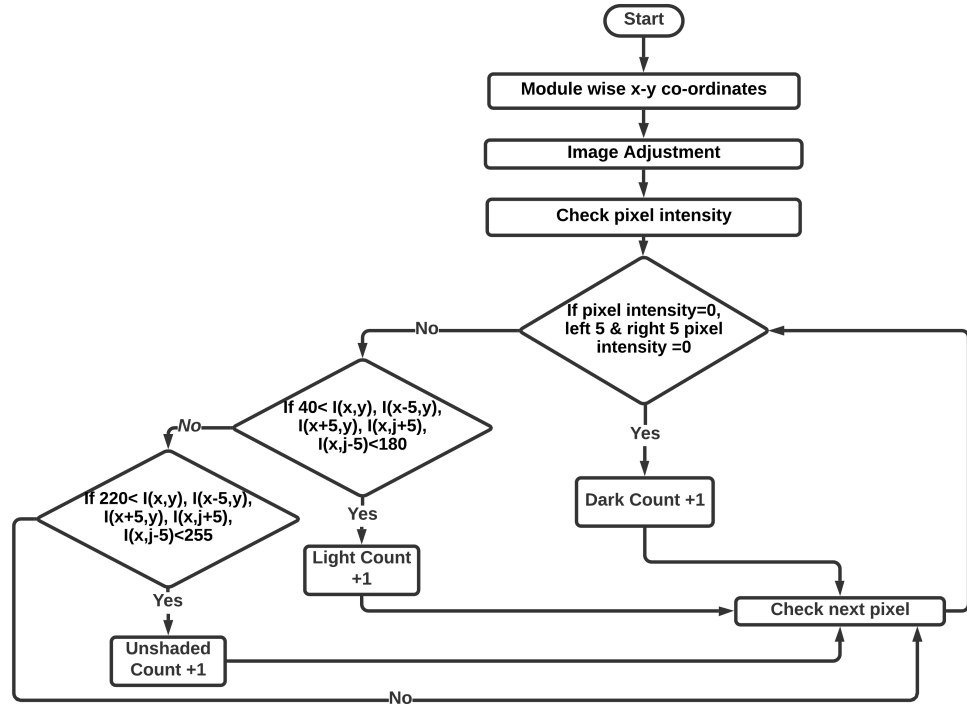 Start
Module wise x-y co-ordinates
Image Adjustment
Check pixel intensity
If pixel intensity=0,
left 5 & right 5 pixel
intensity =0
No
If 40< I(x,y), I(x-5,y),
I(x+5,y), I(x,j+5),
I(x,j-5)<180
No
Yes
If 220< I(x,y), I(x-5,y),
I(x+5,y), I(x,j+5),
I(x,j-5)<255
Dark Count +1
Yes
Light Count
+1
Yes
Check next pixel
Unshaded
Count +1
No